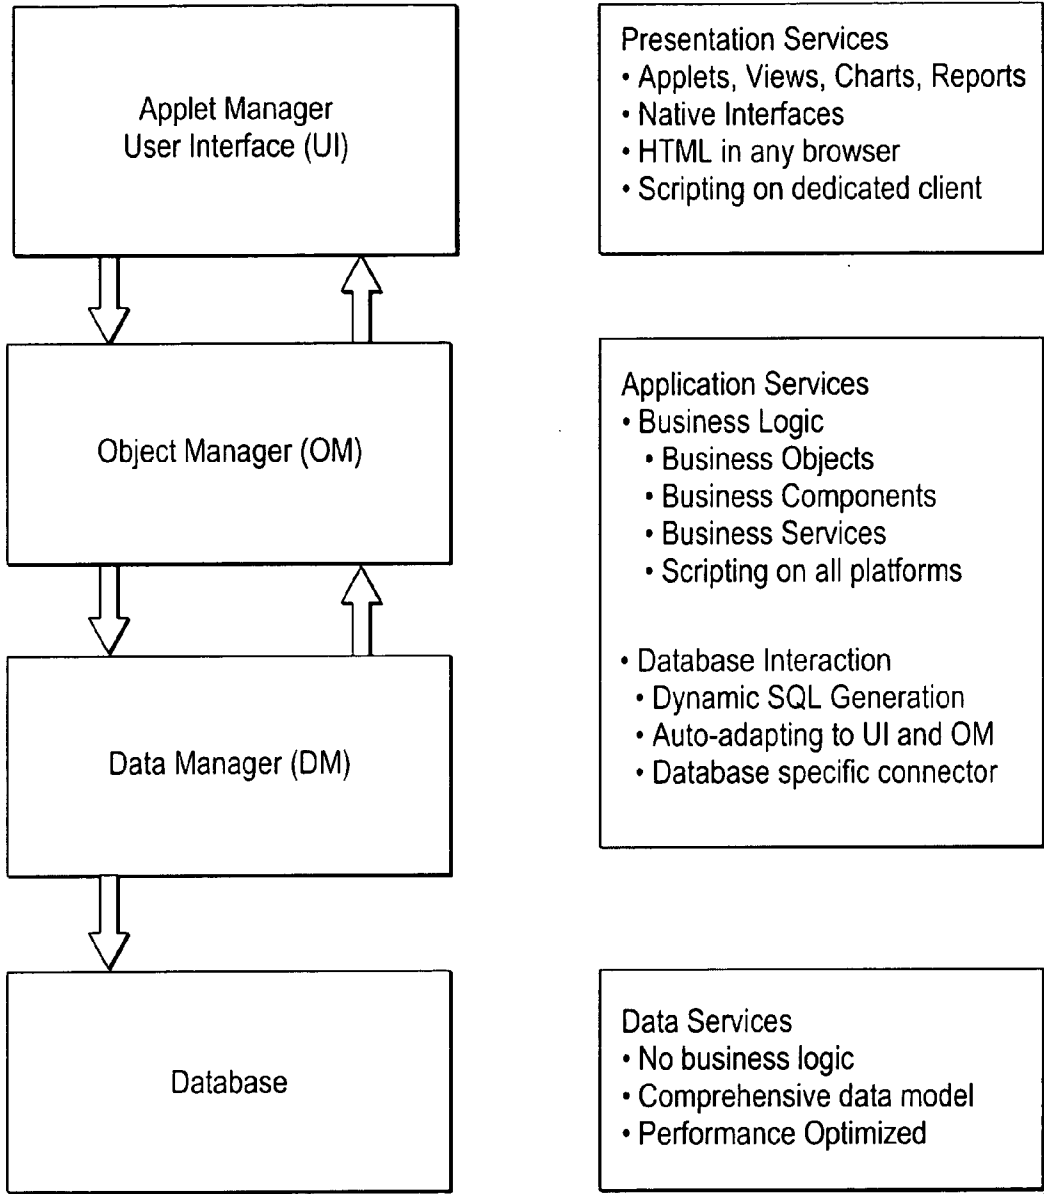 Applet Manager
User Interface (UI)
Presentation Services
• Applets, Views, Charts, Reports
• Native Interfaces
• HTML in any browser
• Scripting on dedicated client
Object Manager (OM)
Data Manager (DM)
Application Services
• Business Logic
• Business Objects
• Business Components
• Business Services
• Scripting on all platforms
• Database Interaction
• Dynamic SQL Generation
• Auto-adapting to UI and OM
• Database specific connector
Database
Data Services
• No business logic
• Comprehensive data model
• Performance Optimized